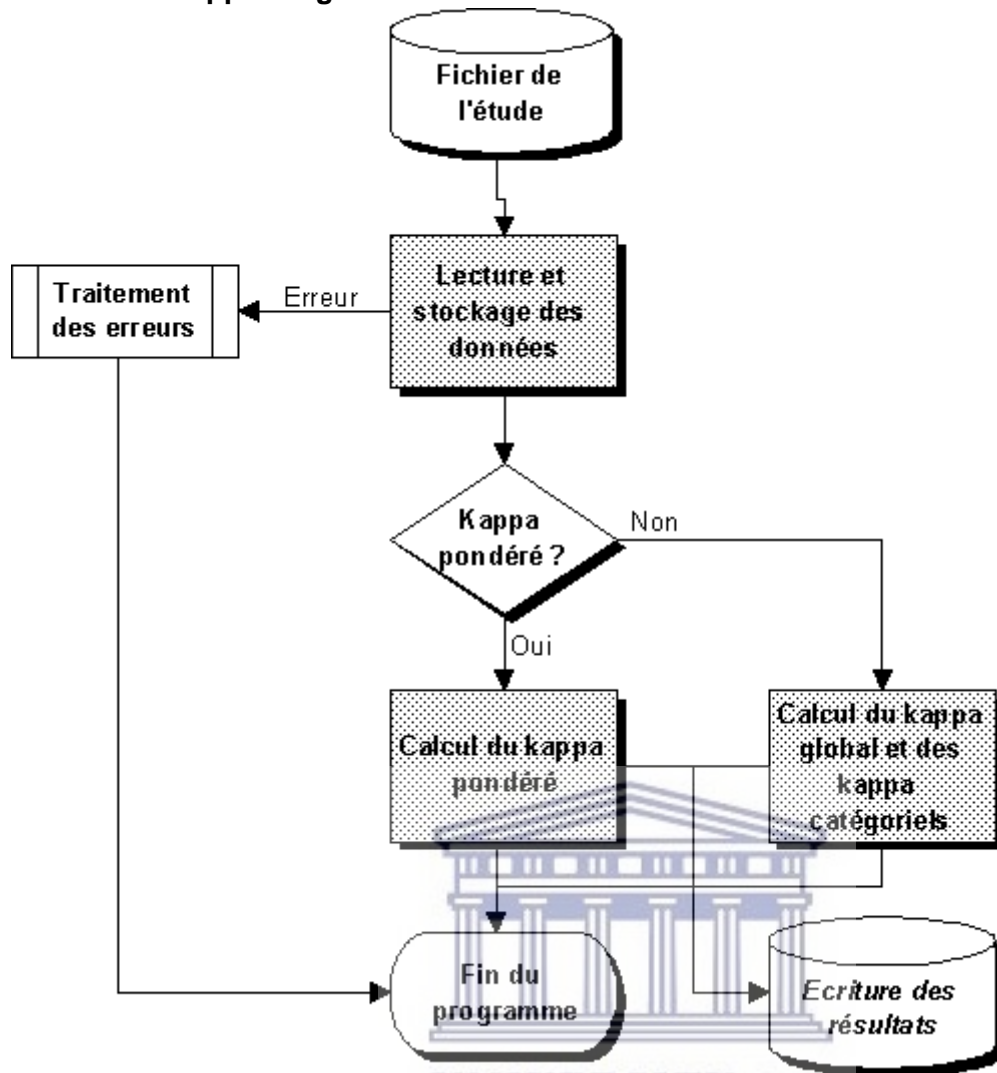 Fichier de
l'étude
Lecture et
stockage des
données
Erreur
Traitement
des erreurs
Kappa
pondéré ?
Non
Oui
Calcul du kappa
pondéré
Calcul du kappa
global et des
kappa
catégoriels
Fin du
programme
Ecriture des
résultats